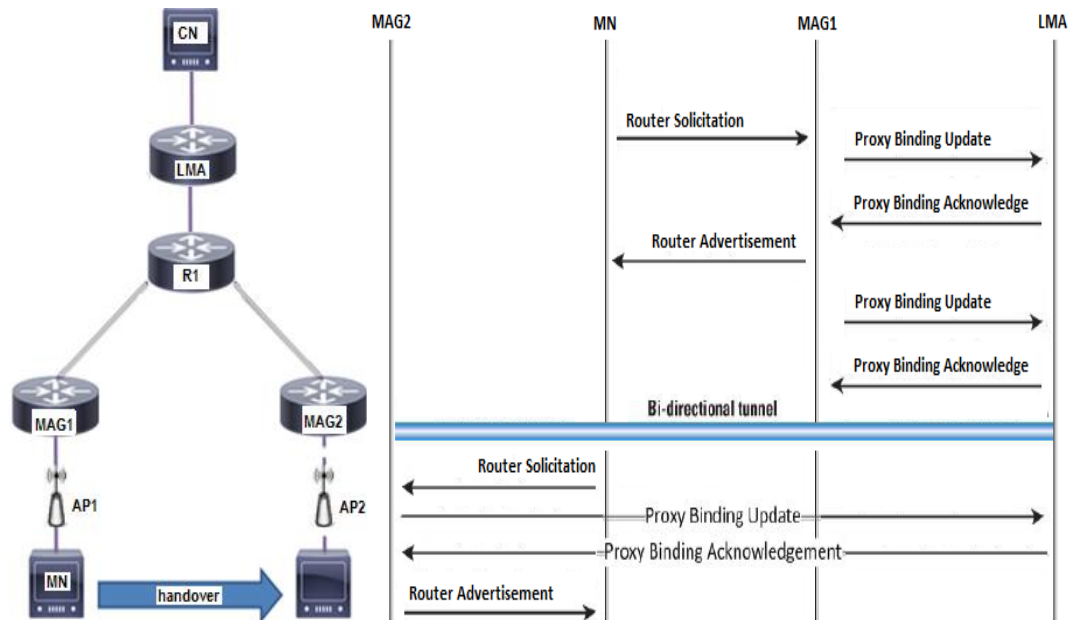 CN
LMA
R1
MAG1
MAG2
AP1
AP2
MN
handover
MAG2
MN
MAG1
LMA
Router Solicitation
Proxy Binding Update
Proxy Binding Acknowledge
Router Advertisement
Proxy Binding Update
Proxy Binding Acknowledge
Bi-directional tunnel
Router Solicitation
Proxy Binding Update
Proxy Binding Acknowledgement
Router Advertisement